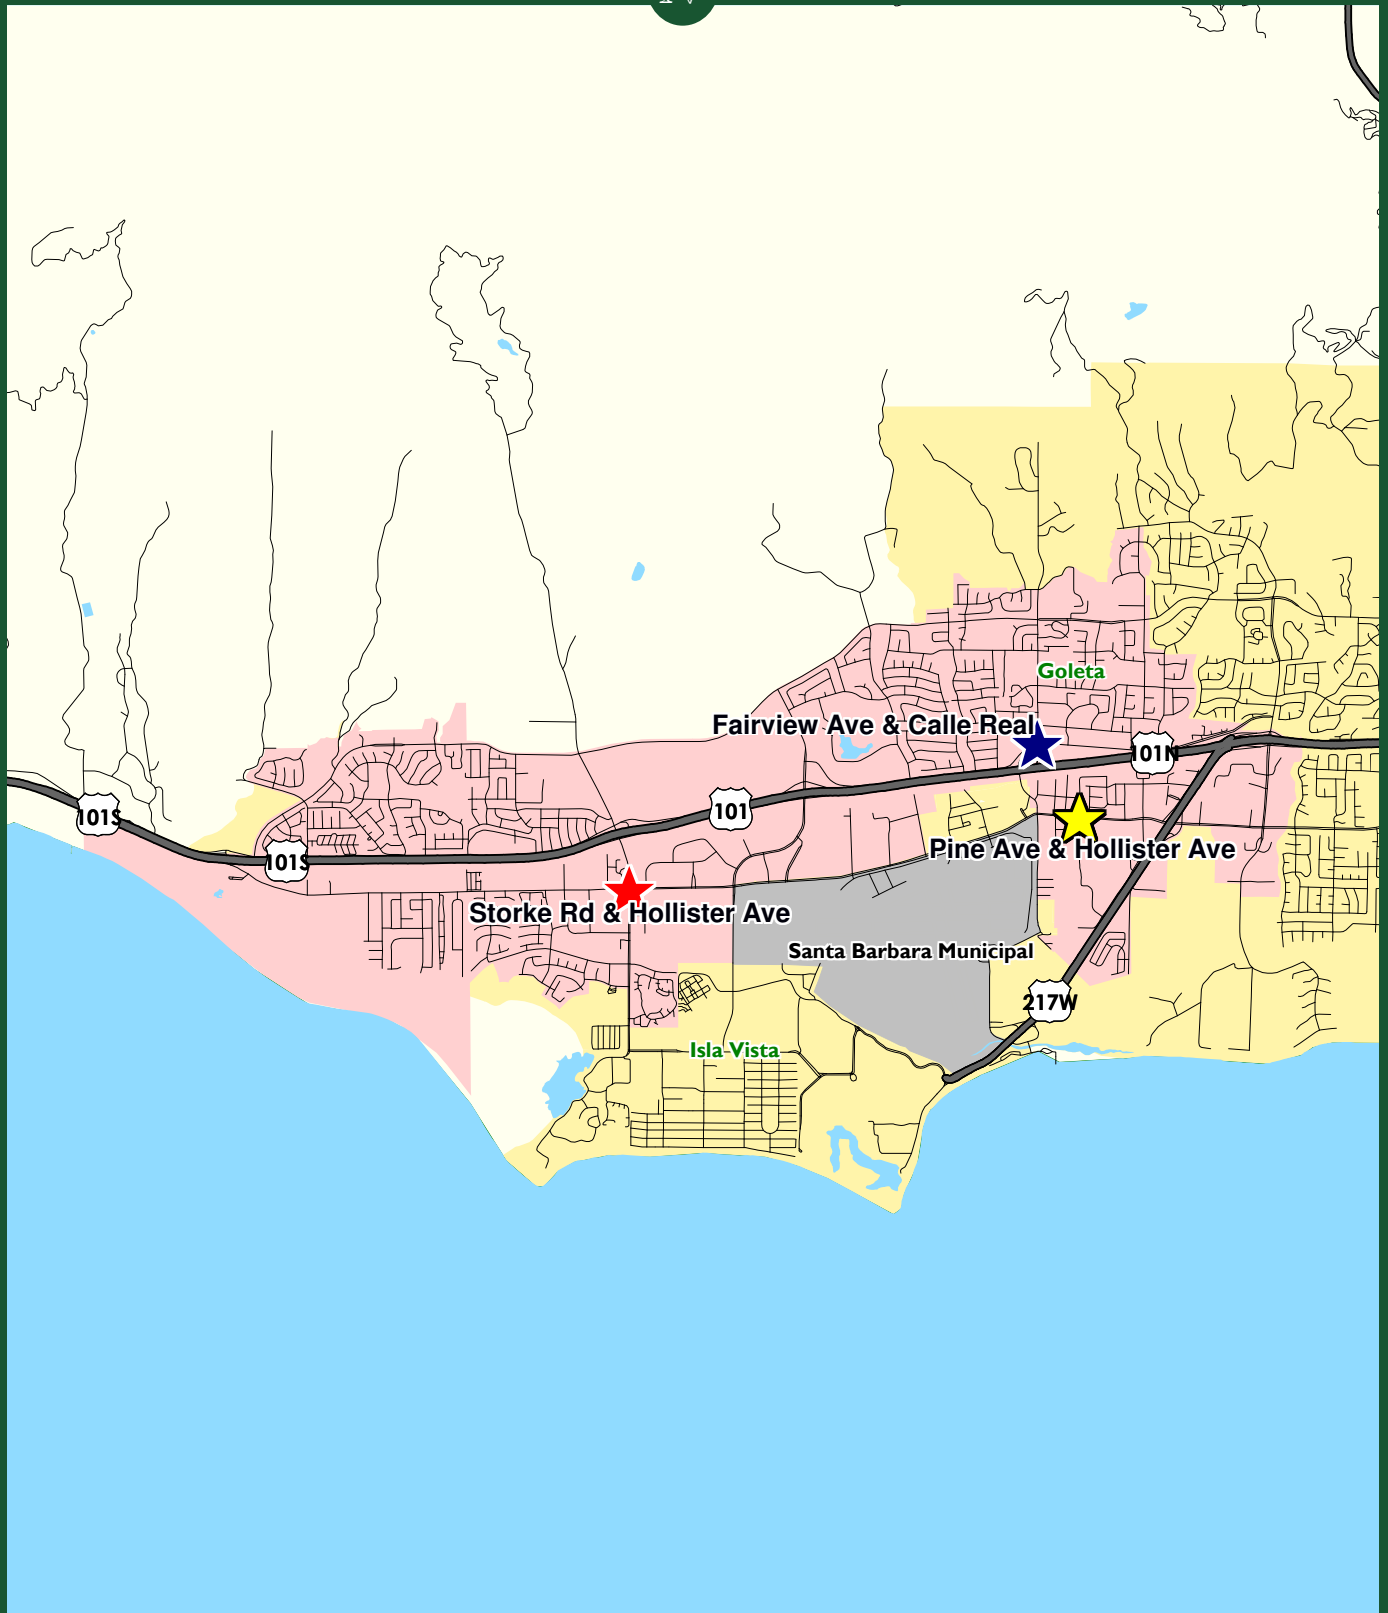 Goleta
Fairview Ave & Calle Real
101N
101
101S
101S
Pine Ave & Hollister Ave
Storke Rd & Hollister Ave
Santa Barbara Municipal
217W
Isla Vista